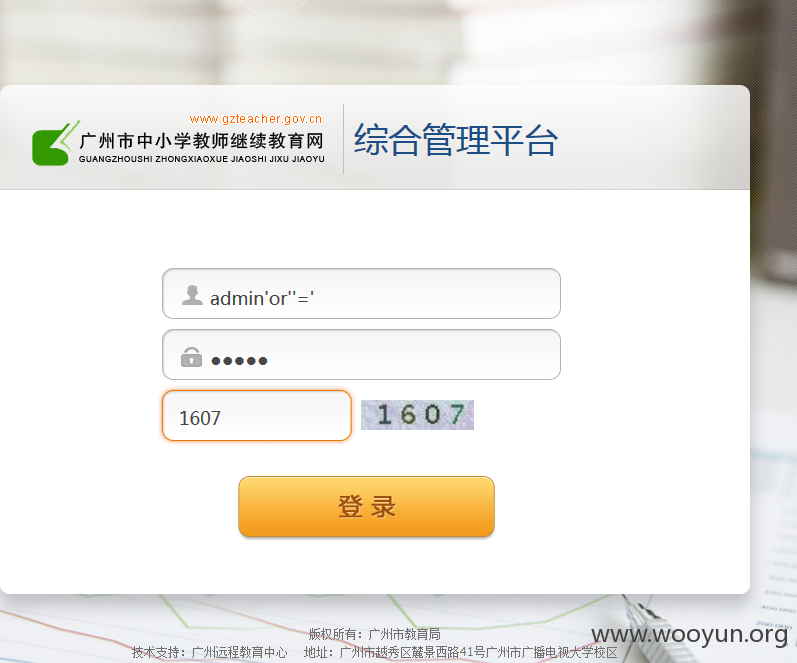 www.gzteacher.gov.cn
广州市中小学教师继续教育网
GUANGZHOUSHI ZHONGXIAOXUE JIAOSHI JIXU JIAOYU
综合管理平台
admin'or''='
●●●●●
1607
1607
登录
版权所有：广州市教育局
www.wooyun.org
技术支持：广州远程教育中心 地址：广州市越秀区麓景西路41号广州市广播电视大学校区